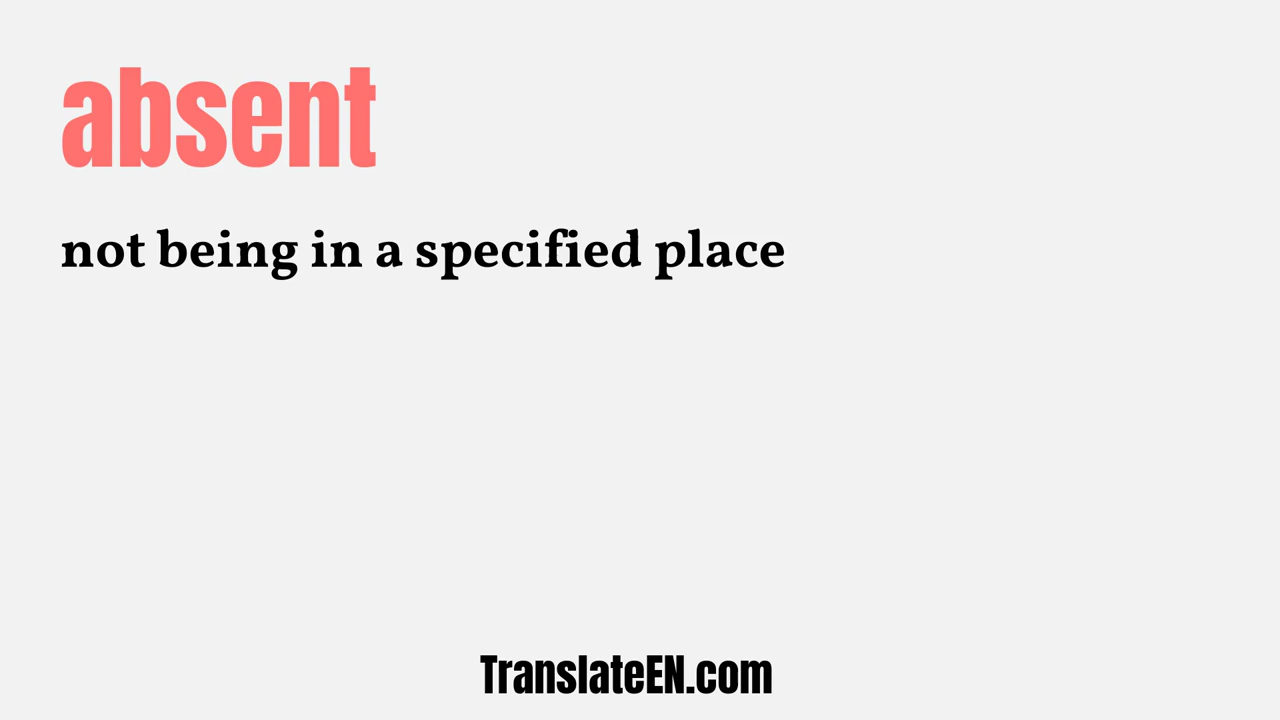 absent
not being in a specified place
TranslateEN.com